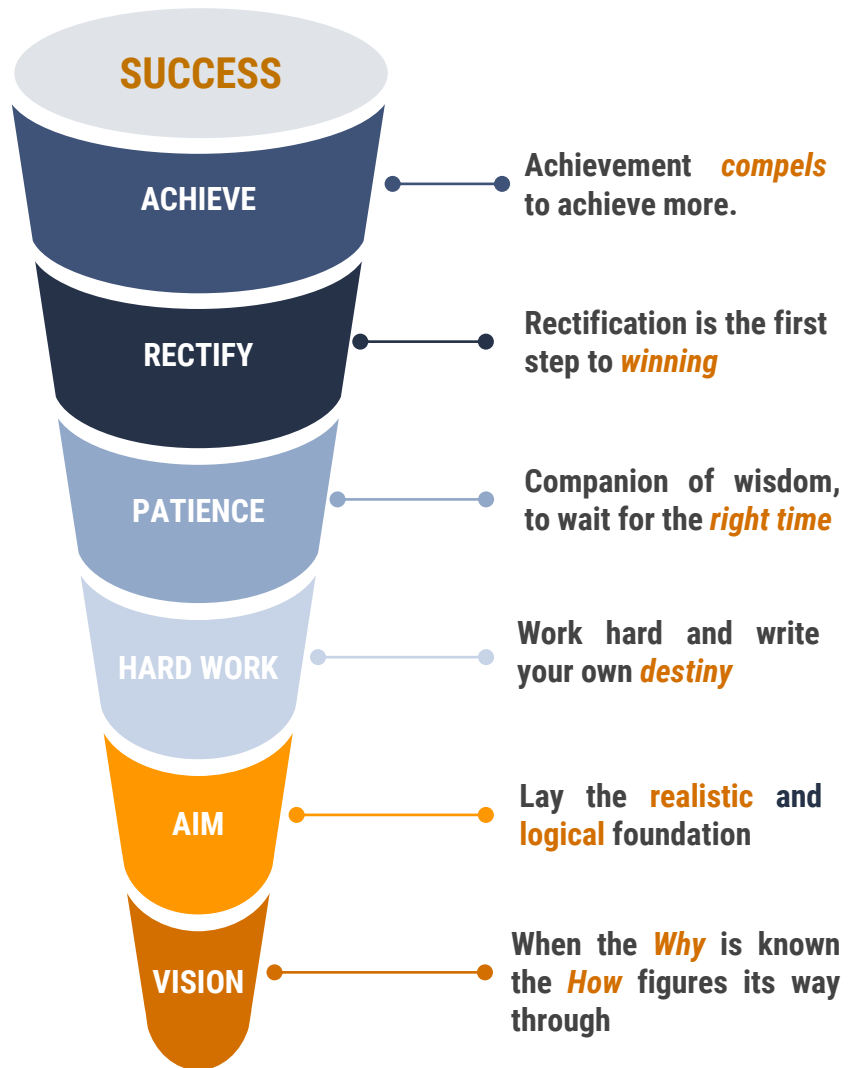 SUCCESS
ACHIEVE
Achievement compels
to achieve more.
RECTIFY
Rectification is the first
step to winning
PATIENCE
Companion of wisdom,
to wait for the right time
HARD WORK
Work hard and write
your own destiny
AIM
Lay the realistic and
logical foundation
VISION
When the Why is known
the How figures its way
through